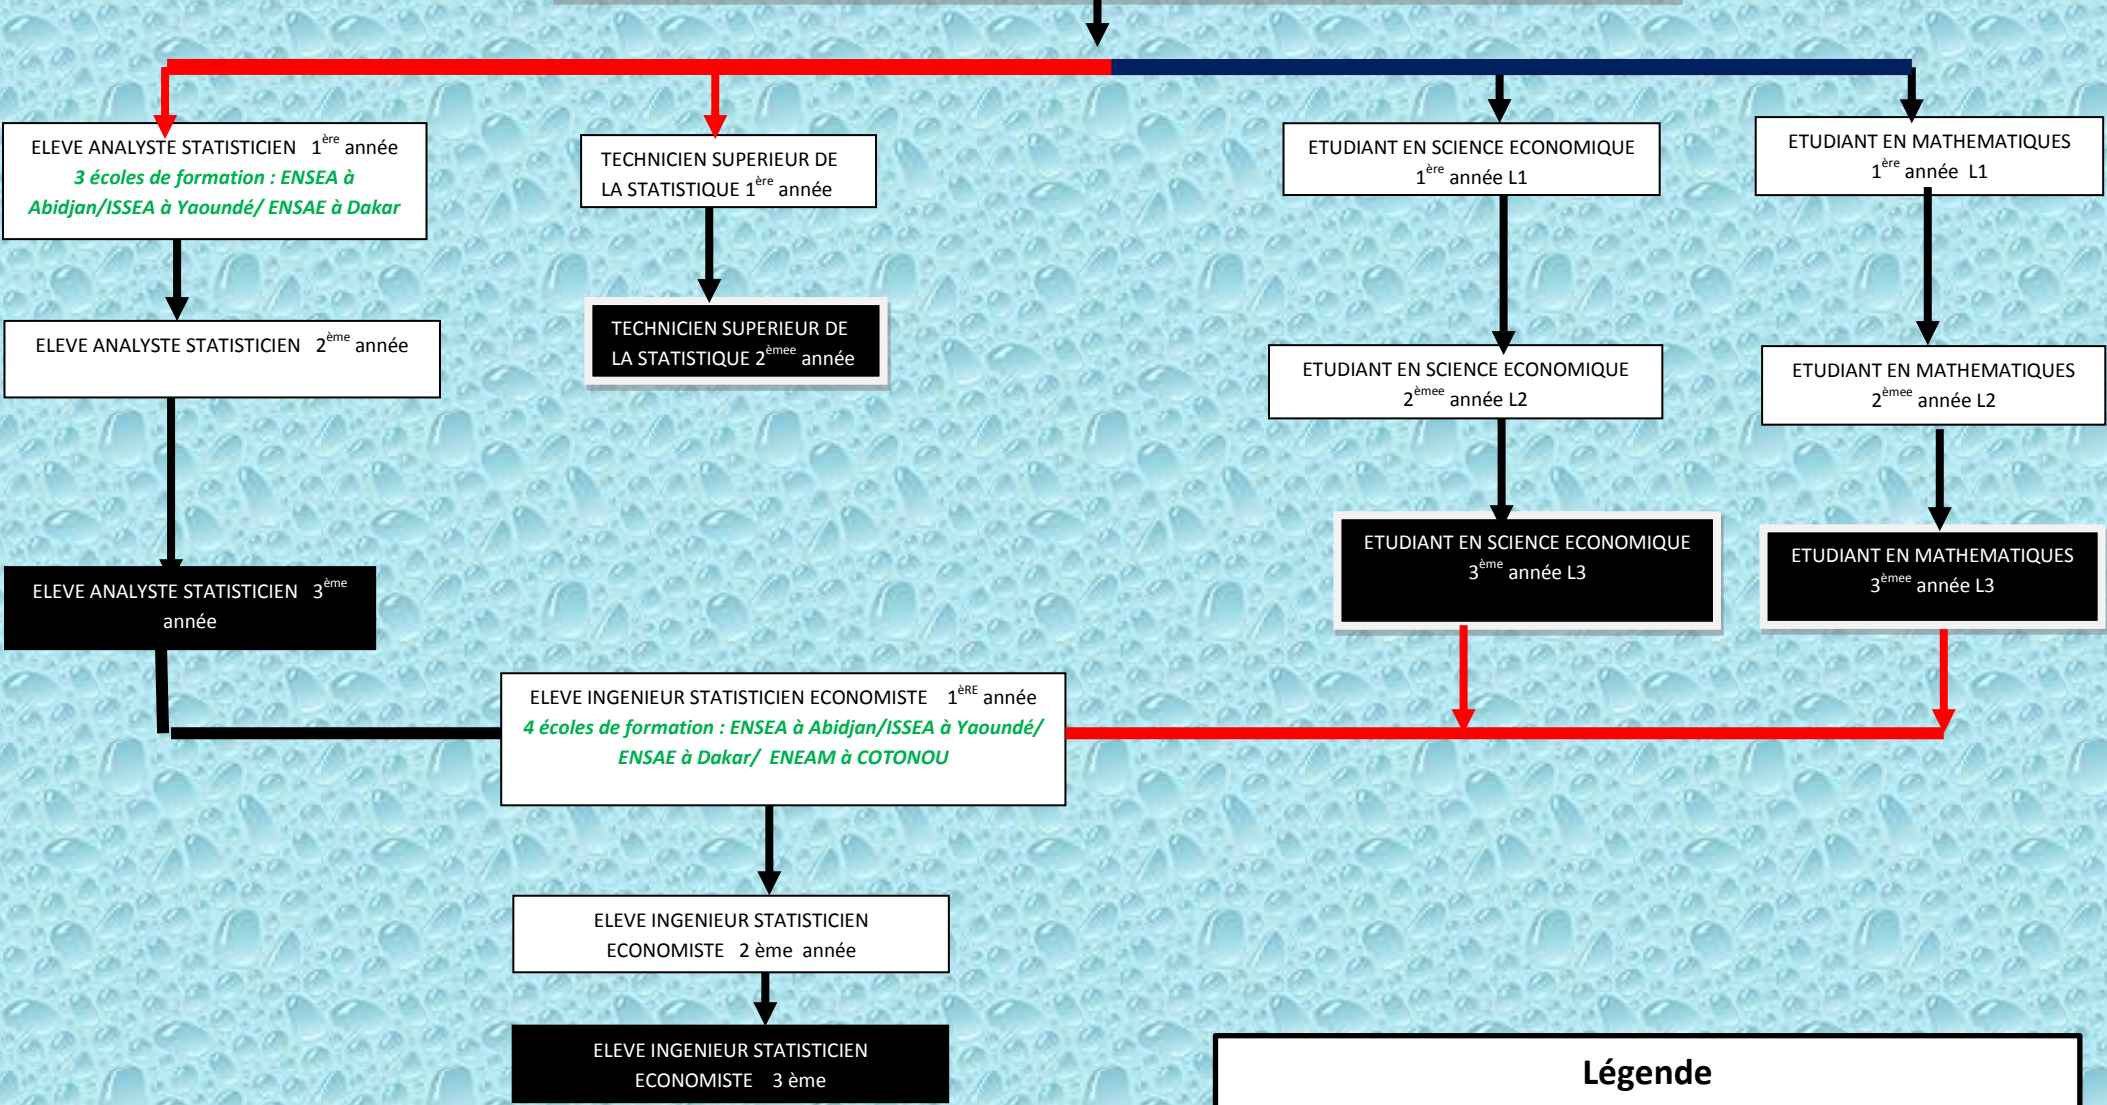 ELEVE ANALYSTE STATISTICIEN 1ère année
3 écoles de formation : ENSEA à
Abidjan/ISSEA à Yaoundé/ ENSAE à Dakar
TECHNICIEN SUPERIEUR DE
LA STATISTIQUE 1ère année
ETUDIANT EN SCIENCE ECONOMIQUE
1ère année L1
ETUDIANT EN MATHEMATIQUES
1ère année L1
ELEVE ANALYSTE STATISTICIEN 2ème année
TECHNICIEN SUPERIEUR DE
LA STATISTIQUE 2èmee année
ETUDIANT EN SCIENCE ECONOMIQUE
2èmee année L2
ETUDIANT EN MATHEMATIQUES
2èmee année L2
ELEVE ANALYSTE STATISTICIEN 3ème
année
ETUDIANT EN SCIENCE ECONOMIQUE
3ème année L3
ETUDIANT EN MATHEMATIQUES
3èmee année L3
ELEVE INGENIEUR STATISTICIEN ECONOMISTE 1èRE année
4 écoles de formation : ENSEA à Abidjan/ISSEA à Yaoundé/
ENSAE à Dakar/ ENEAM à COTONOU
ELEVE INGENIEUR STATISTICIEN
ECONOMISTE 2 ème année
ELEVE INGENIEUR STATISTICIEN
ECONOMISTE 3 ème
Légende